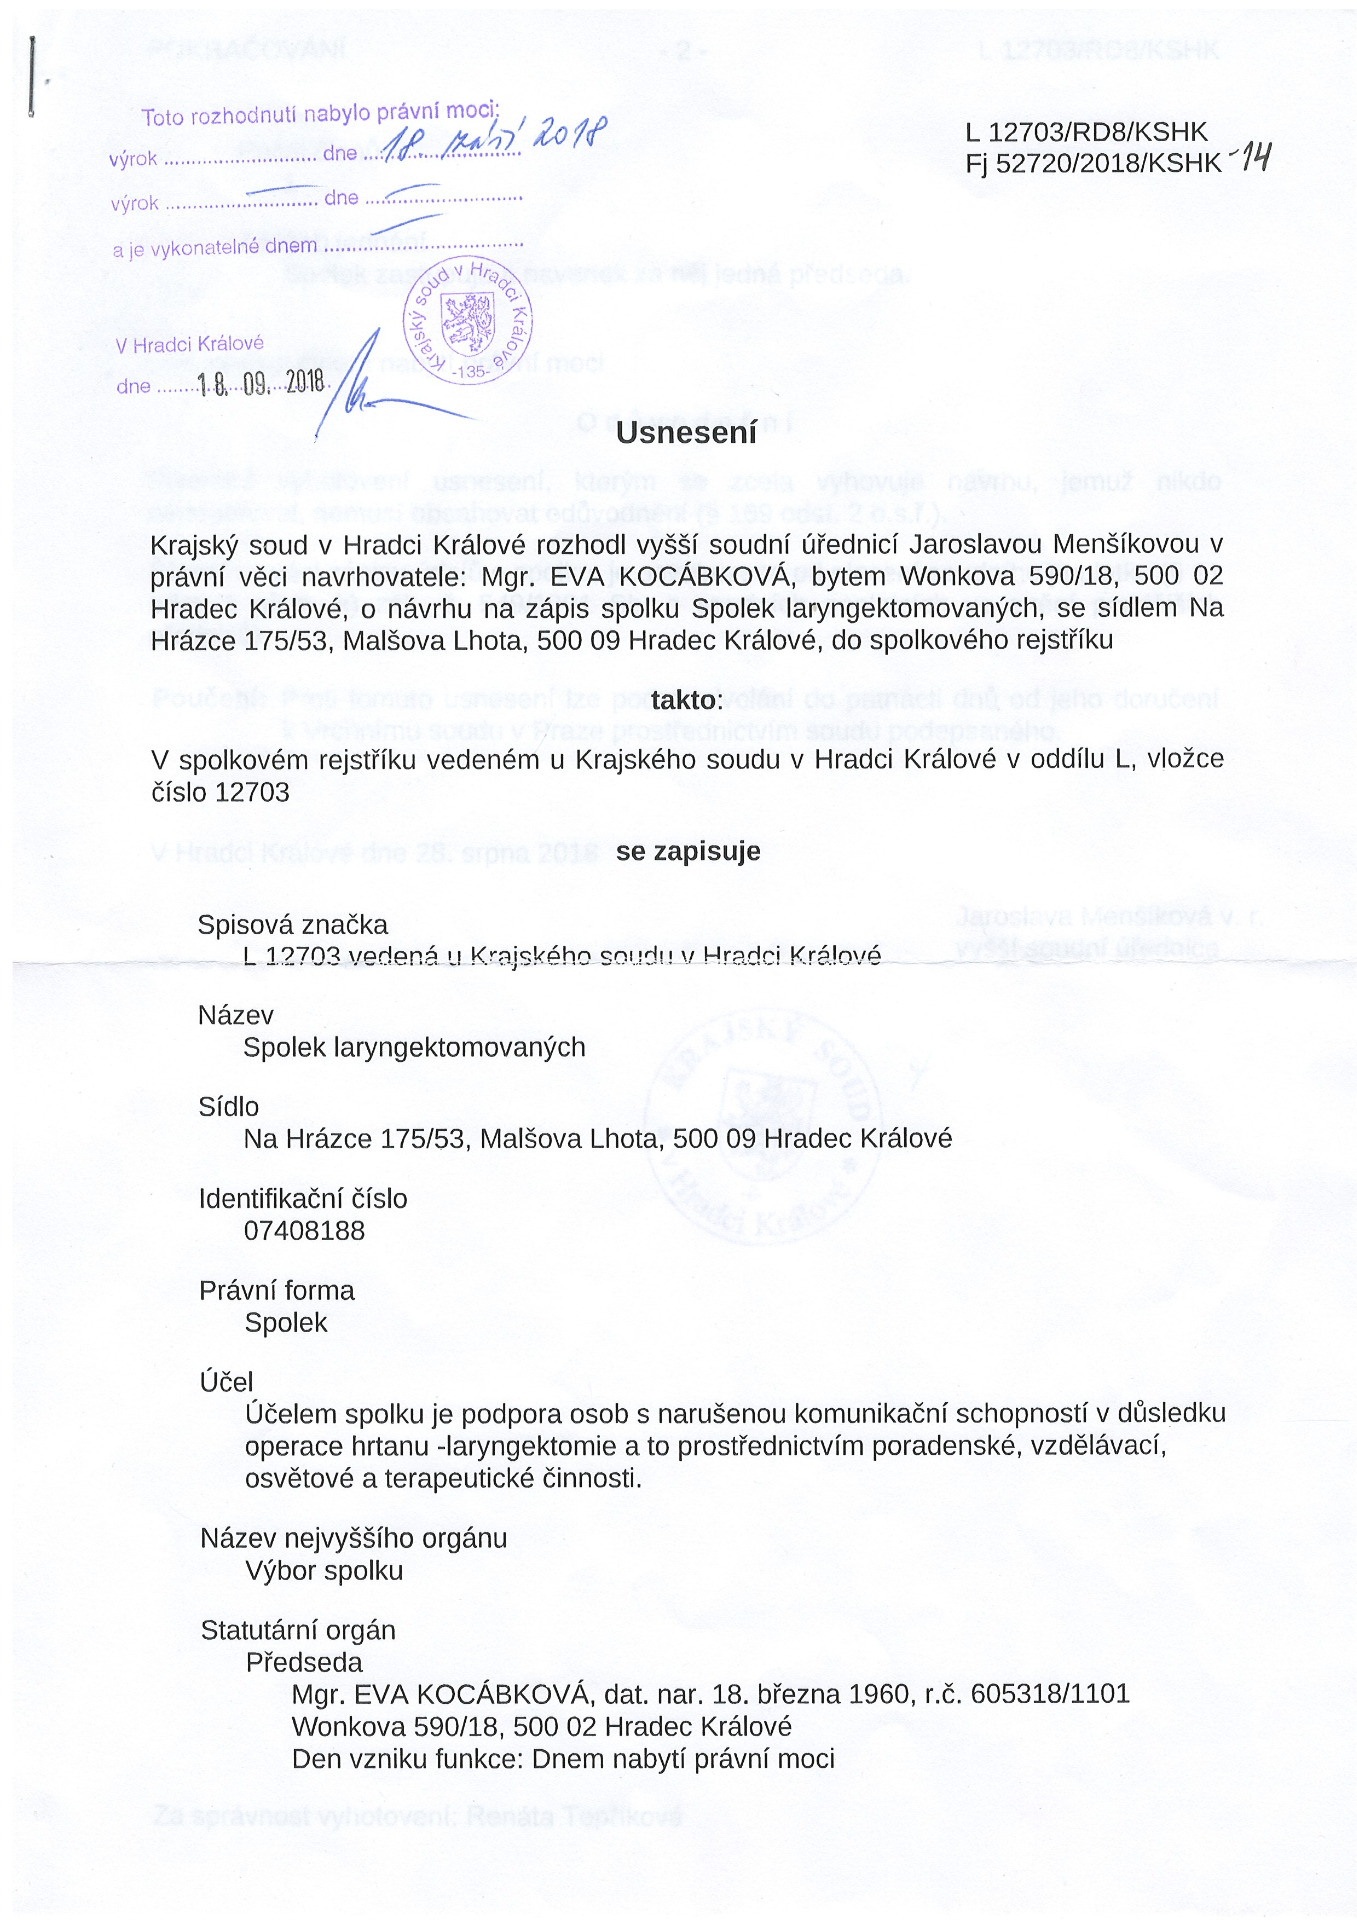 Toto rozhodnutí nabylo právní moci:
výrok ............................ dne ... 18. září 2018
výrok ............................ dne ............................
a je vykonatelné dnem ....................................
Krajský soud v Hradci Králové
-135-
V Hradci Králové
dne ........ 18. 09. 2018
L 12703/RD8/KSHK
Fj 52720/2018/KSHK -14
Usnesení
Krajský soud v Hradci Králové rozhodl vyšší soudní úřednicí Jaroslavou Menšíkovou v
právní věci navrhovatele: Mgr. EVA KOCÁBKOVÁ, bytem Wonkova 590/18, 500 02
Hradec Králové, o návrhu na zápis spolku Spolek laryngektomovaných, se sídlem Na
Hrázce 175/53, Malšova Lhota, 500 09 Hradec Králové, do spolkového rejstříku
takto:
V spolkovém rejstříku vedeném u Krajského soudu v Hradci Králové v oddílu L, vložce
číslo 12703
se zapisuje
Spisová značka
L 12703 vedená u Krajského soudu v Hradci Králové
Název
Spolek laryngektomovaných
Sídlo
Na Hrázce 175/53, Malšova Lhota, 500 09 Hradec Králové
Identifikační číslo
07408188
Právní forma
Spolek
Účel
Účelem spolku je podpora osob s narušenou komunikační schopností v důsledku
operace hrtanu -laryngektomie a to prostřednictvím poradenské, vzdělávací,
osvětové a terapeutické činnosti.
Název nejvyššího orgánu
Výbor spolku
Statutární orgán
Předseda
Mgr. EVA KOCÁBKOVÁ, dat. nar. 18. března 1960, r.č. 605318/1101
Wonkova 590/18, 500 02 Hradec Králové
Den vzniku funkce: Dnem nabytí právní moci